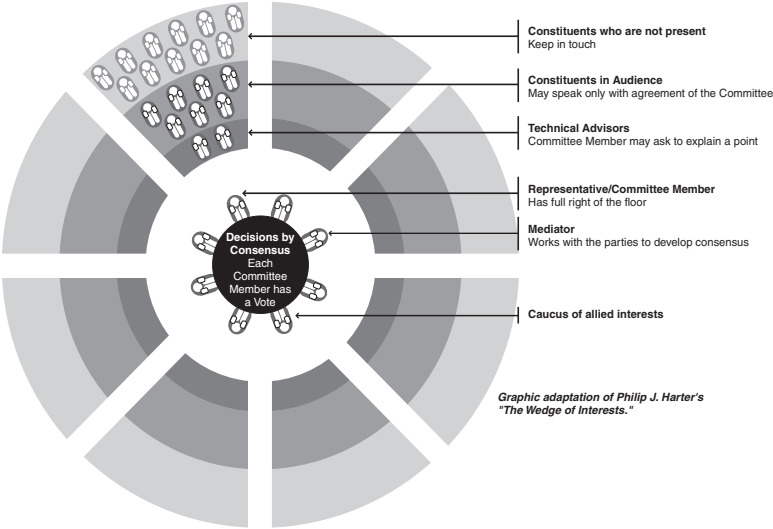 Constituents who are not present
Keep in touch
Constituents in Audience
May speak only with agreement of the Committee
Technical Advisors
Committee Member may ask to explain a point
Representative/Committee Member
Has full right of the floor
Mediator
Works with the parties to develop consensus
Decisions by
Consensus
Each
Committee
Member has
a Vote
Caucus of allied interests
Graphic adaptation of Philip J. Harter's
"The Wedge of Interests."